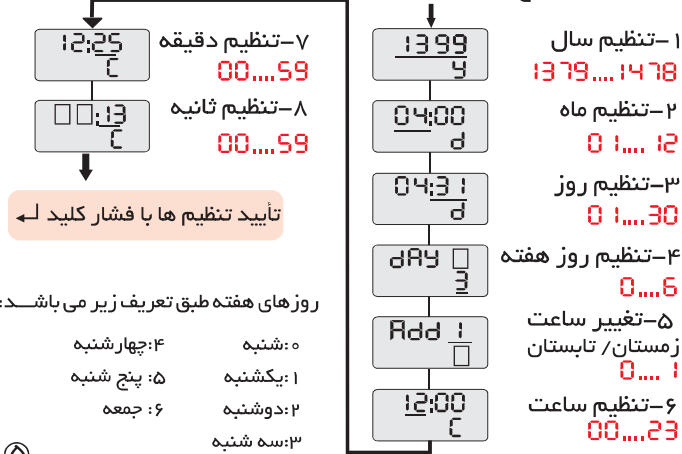 ۱-تنظیم سال
1379....1478
1399
y
۲-تنظیم ماه
01....12
04:00
d
۳-تنظیم روز
01....30
04:31
d
۴-تنظیم روز هفته
0....6
dAY
3
۵-تغییر ساعت
زمستان/ تابستان
0....1
Add 1
۶-تنظیم ساعت
00....23
12:00
C
۷-تنظیم دقیقه
00....59
12:25
C
۸-تنظیم ثانیه
00....59
:13
C
تأیید تنظیم ها با فشار کلید ↲
روزهای هفته طبق تعریف زیر می باشــد:
۰:شنبه
۱:یکشنبه
۲:دوشنبه
۳:سه شنبه
۴:چهارشنبه
۵: پنج شنبه
۶: جمعه